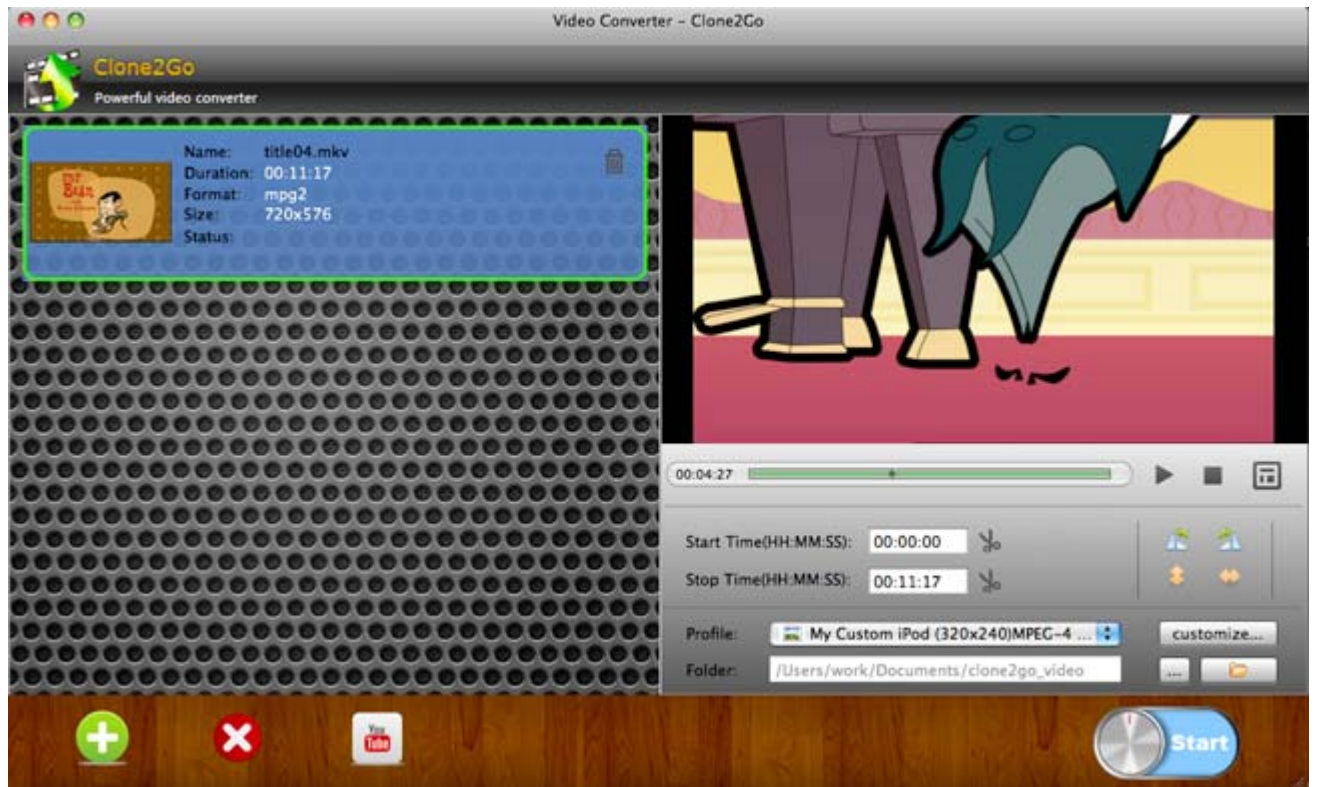 Video Converter – Clone2Go
Clone2Go
Powerful video converter
Name: title04.mkv
Duration: 00:11:17
Format: mpg2
Size: 720x576
Status:
Mr Bean
00:04:27
Start Time(HH:MM:SS): 00:00:00
Stop Time(HH:MM:SS): 00:11:17
Profile: My Custom iPod (320x240)MPEG-4 ... customize...
Folder: /Users/work/Documents/clone2go_video ...
You
Tube
Start